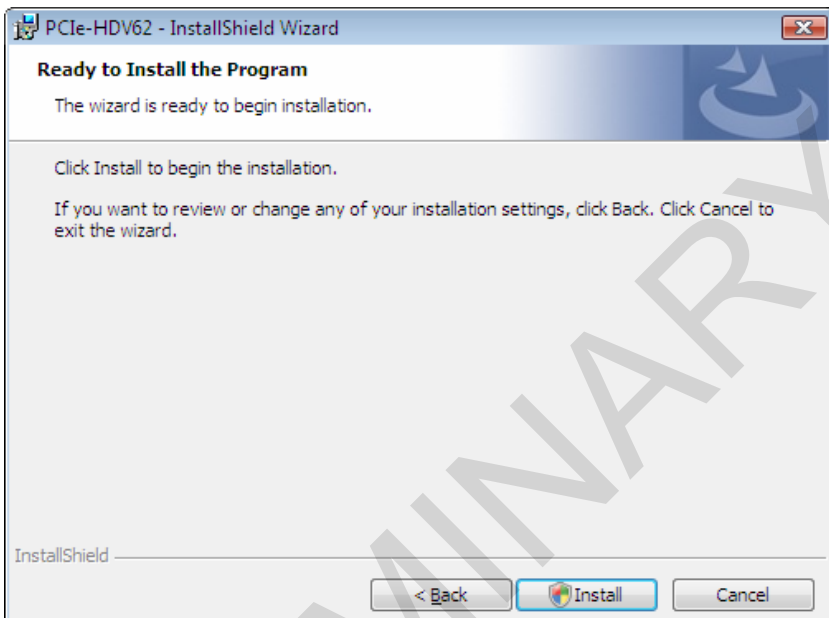 PCIe-HDV62 - InstallShield Wizard
Ready to Install the Program
The wizard is ready to begin installation.
Click Install to begin the installation.
If you want to review or change any of your installation settings, click Back. Click Cancel to
exit the wizard.
InstallShield
< Back
Install
Cancel
MINARY